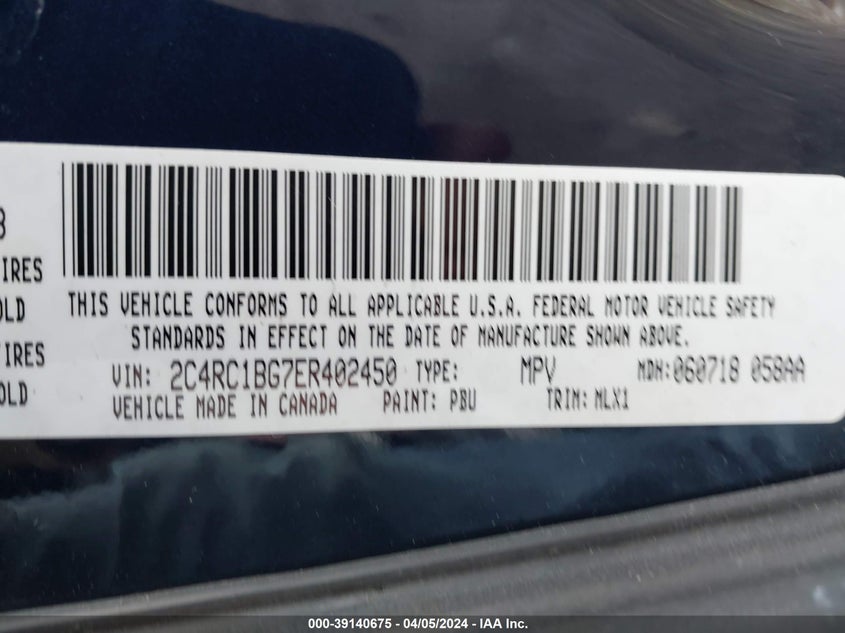 THIS VEHICLE CONFORMS TO ALL APPLICABLE U.S.A. FEDERAL MOTOR VEHICLE SAFETY
IRES
STANDARDS IN EFFECT ON THE DATE OF MANUFACTURE SHOWN ABOVE.
OLD
VIN: 2C4RC1BG7ER402450 TYPE: MPV MDH:060718 058AA
IRES
VEHICLE MADE IN CANADA PAINT: PBU TRIM: MLX1
OLD
000-39140675 - 04/05/2024 - IAA Inc.